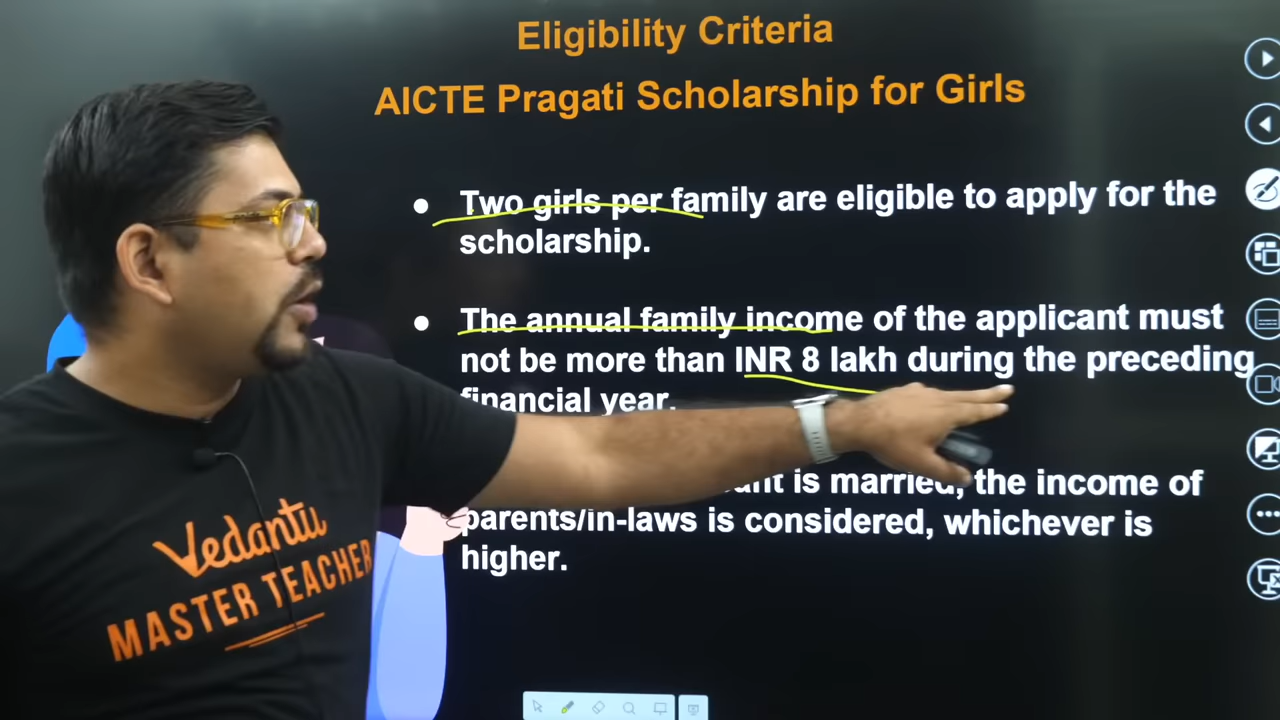 Eligibility Criteria
AICTE Pragati Scholarship for Girls
• Two girls per family are eligible to apply for the
scholarship.
• The annual family income of the applicant must
not be more than INR 8 lakh during the preceding
financial year.
is married, the income of
parents/in-laws is considered, whichever is
higher.
Vedantu
MASTER TEACHER